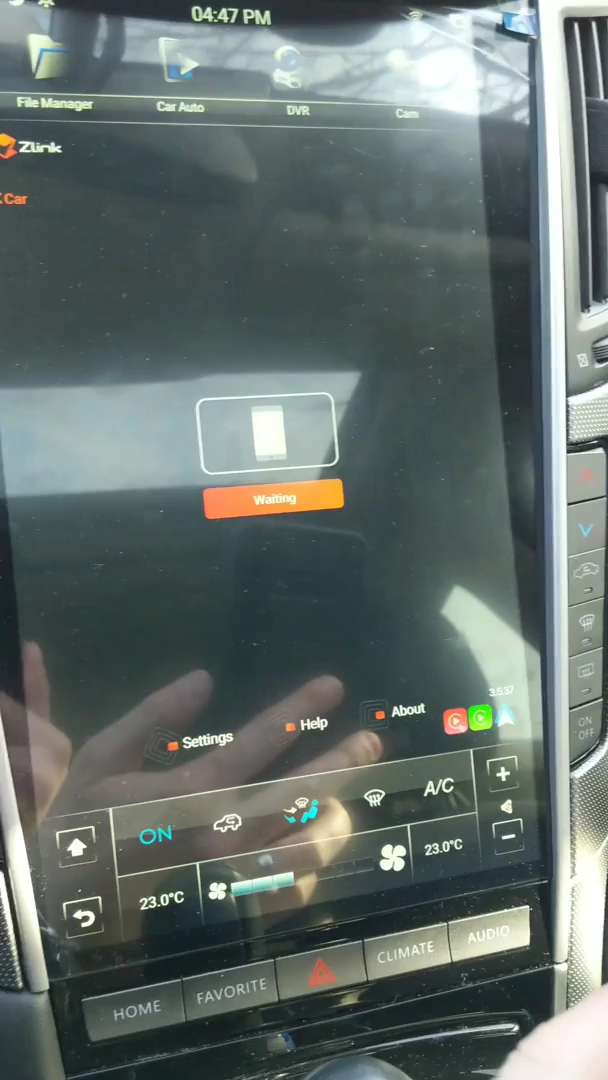 04:47 PM
File Manager
Car Auto
DVR
Cam
Zlink
Car
Waiting
3.5.37
Settings
Help
About
ON
A/C
+
23.0°C
23.0°C
−
ON
OFF
HOME
FAVORITE
CLIMATE
AUDIO